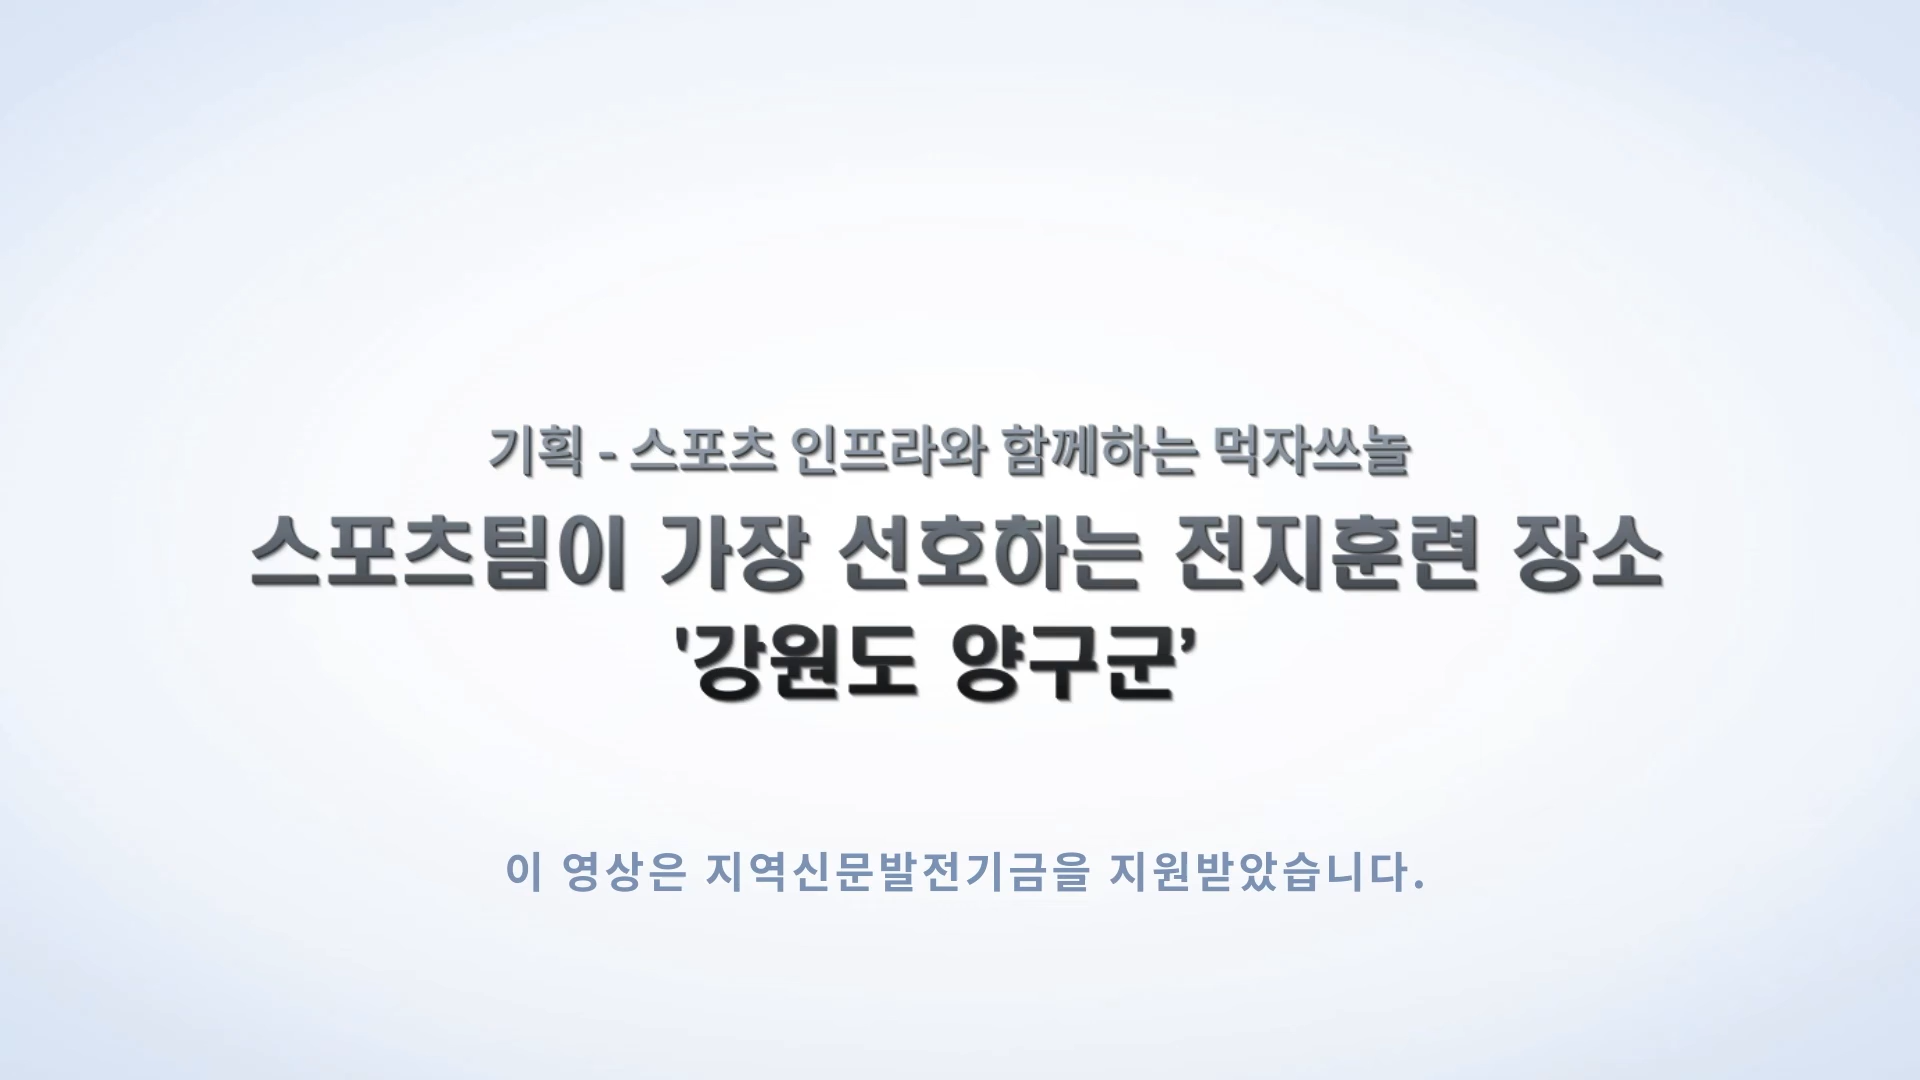 기획 - 스포츠 인프라와 함께하는 먹자쓰놀
스포츠팀이 가장 선호하는 전지훈련 장소
'강원도 양구군’
이 영상은 지역신문발전기금을 지원받았습니다.